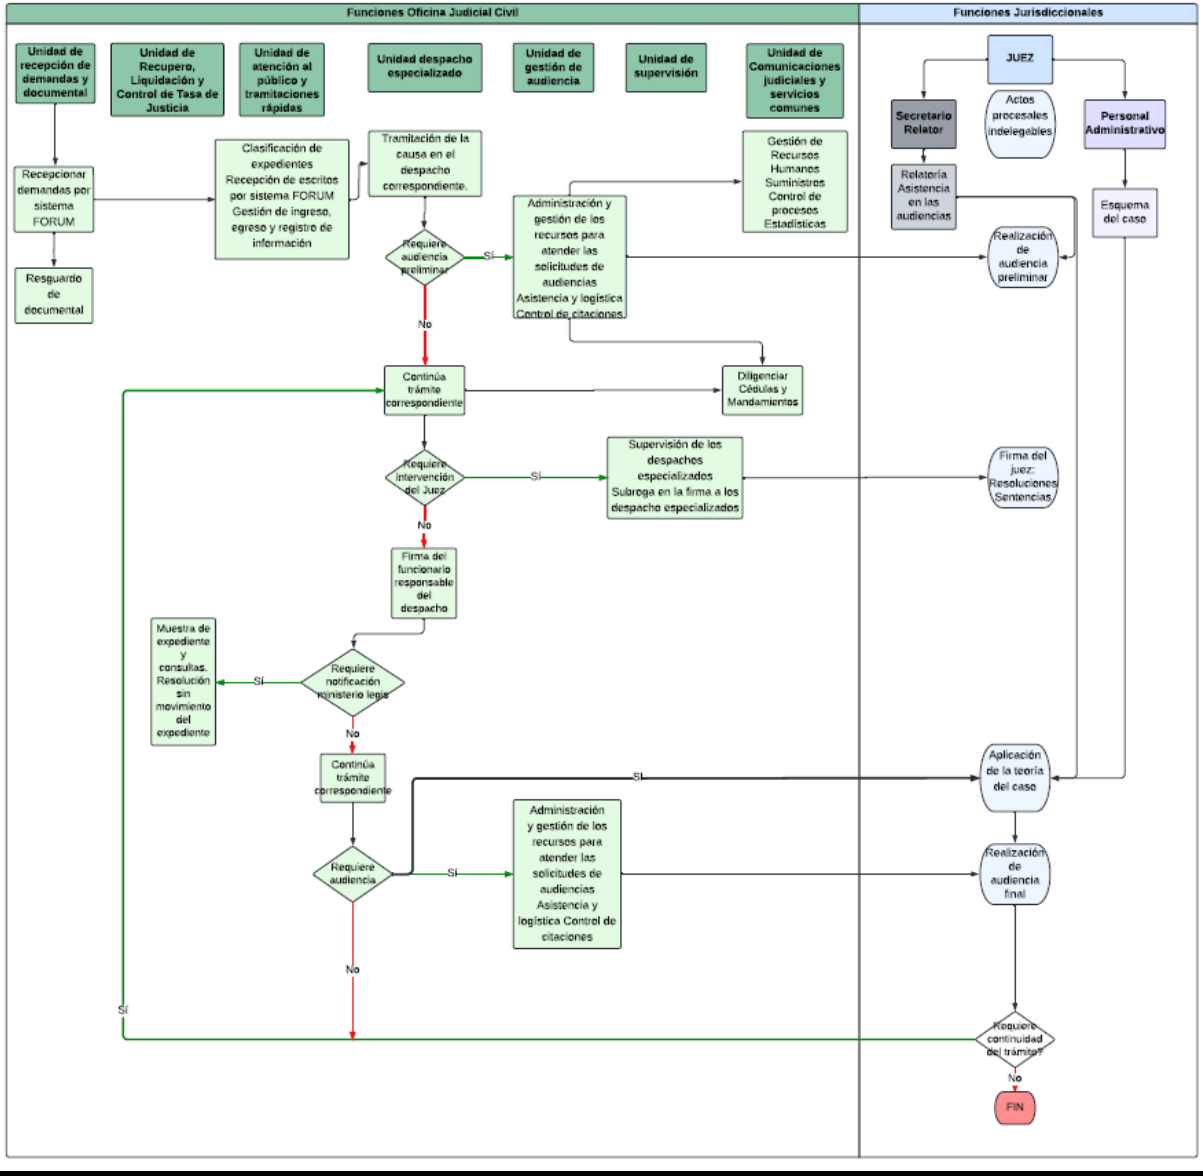 Funciones Oficina Judicial Civil
Funciones Jurisdiccionales
Unidad de
recepción de
demandas y
documental
Unidad de
Recupero,
Liquidación y
Control de Tasa de
Justicia
Unidad de
atención al
público y
tramitaciones
rápidas
Unidad despacho
especializado
Unidad de
gestión de
audiencia
Unidad de
supervisión
Unidad de
Comunicaciones
judiciales y
servicios
comunes
JUEZ
Secretario
Relator
Actos
procesales
indelegables
Personal
Administrativo
Recepcionar
demandas por
sistema
FORUM
Clasificación de
expedientes
Recepción de escritos
por sistema FORUM
Gestión de ingreso,
egreso y registro de
información
Tramitación de la
causa en el
despacho
correspondiente.
Gestión de
Recursos
Humanos
Suministros
Control de
procesos
Estadísticas
Relatoría
Asistencia
en las
audiencias
Esquema
del caso
Resguardo
de
documental
Requiere
audiencia
preliminar
Sí
Administración y
gestión de los
recursos para
atender las
solicitudes de
audiencias
Asistencia y logística
Control de citaciones
Realización
de
audiencia
preliminar
No
Continúa
trámite
correspondiente
Diligenciar
Cédulas y
Mandamientos
Requiere
intervención
del Juez
Sí
Supervisión de los
despachos
especializados
Subroga en la firma a los
despacho especializados
Firma del
juez:
Resoluciones
Sentencias
No
Firma del
funcionario
responsable
del
despacho
Muestra de
expediente
y
consultas.
Resolución
sin
movimiento
del
expediente
Sí
Requiere
notificación
ministerio legis
No
Continúa
trámite
correspondiente
Sí
Aplicación
de la teoría
del caso
Requiere
audiencia
Sí
Administración
y gestión de los
recursos para
atender las
solicitudes de
audiencias
Asistencia y
logística Control de
citaciones
Realización
de
audiencia
final
No
Sí
Requiere
continuidad
del trámite?
No
FIN